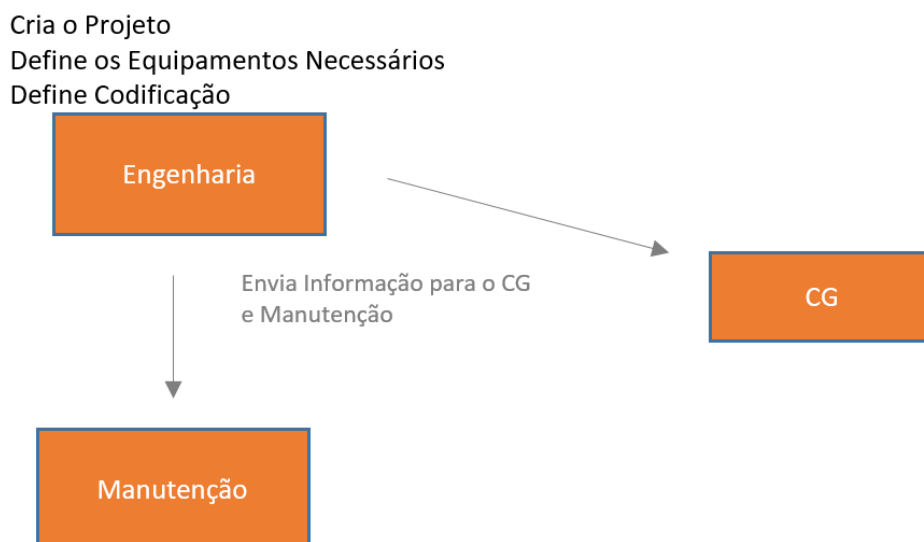 Cria o Projeto
Define os Equipamentos Necessários
Define Codificação
Engenharia
Envia Informação para o CG
e Manutenção
CG
Manutenção